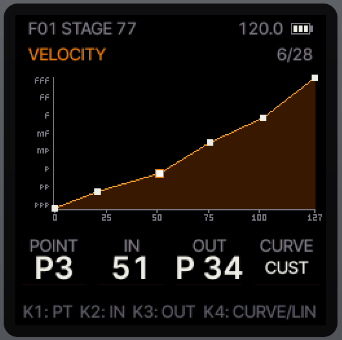 F01 STAGE 77 120.0
VELOCITY 6/28
FFF
FF
F
MF
MP
P
PP
PPP
0 25 50 75 100 127
POINT IN OUT CURVE
P3 51 P 34 CUST
K1: PT K2: IN K3: OUT K4: CURVE/LIN